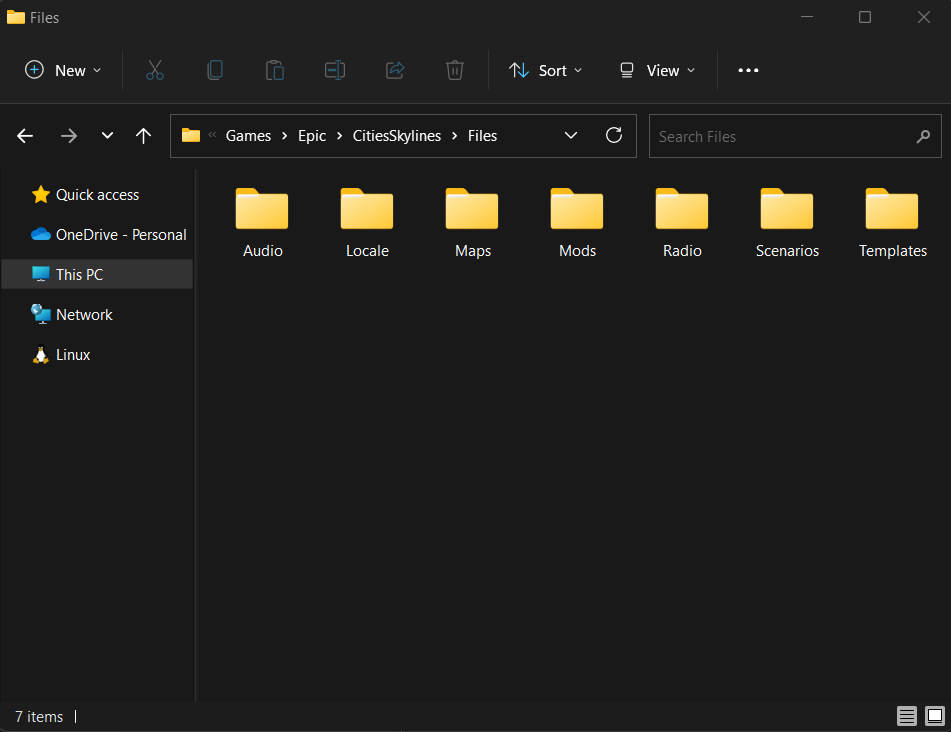 Files
New
Sort
View
« Games > Epic > CitiesSkylines > Files
Search Files
Quick access
OneDrive - Personal
This PC
Network
Linux
Audio
Locale
Maps
Mods
Radio
Scenarios
Templates
7 items